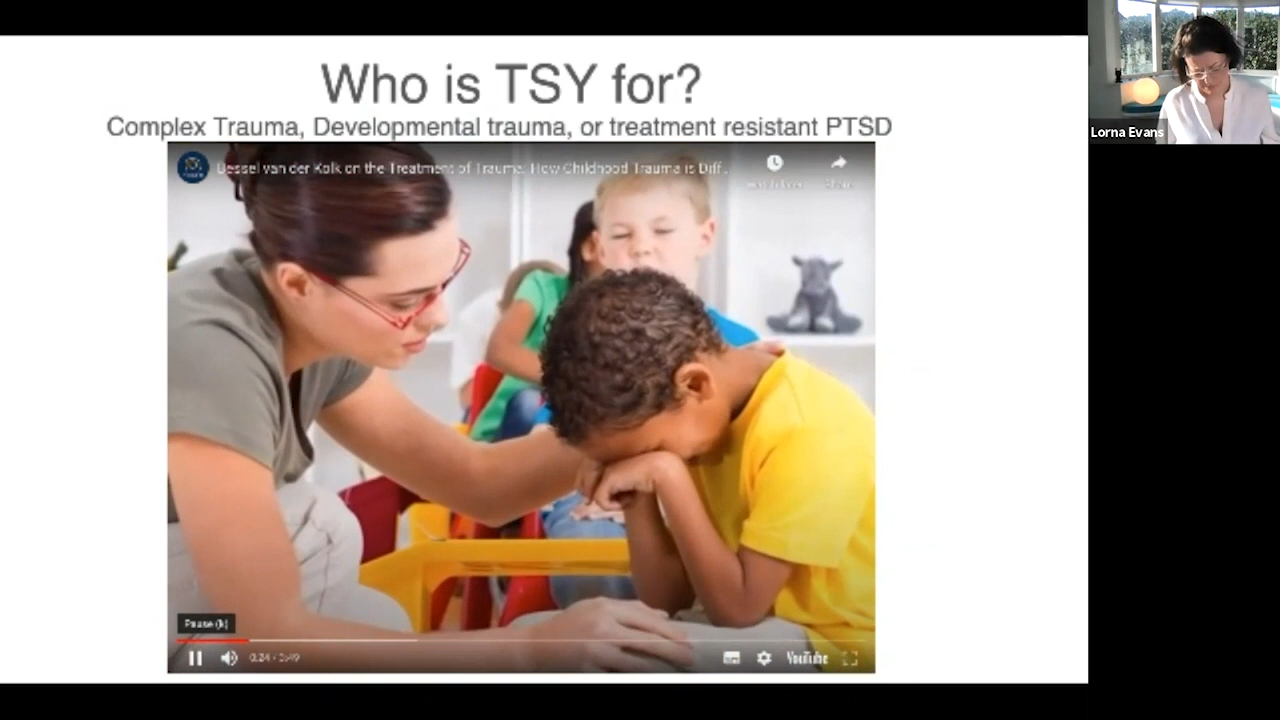 Who is TSY for?
Complex Trauma, Developmental trauma, or treatment resistant PTSD
Bessel van der Kolk on the Treatment of Trauma: How Childhood Trauma is Diff...
Pause (k)
YouTube
Lorna Evans